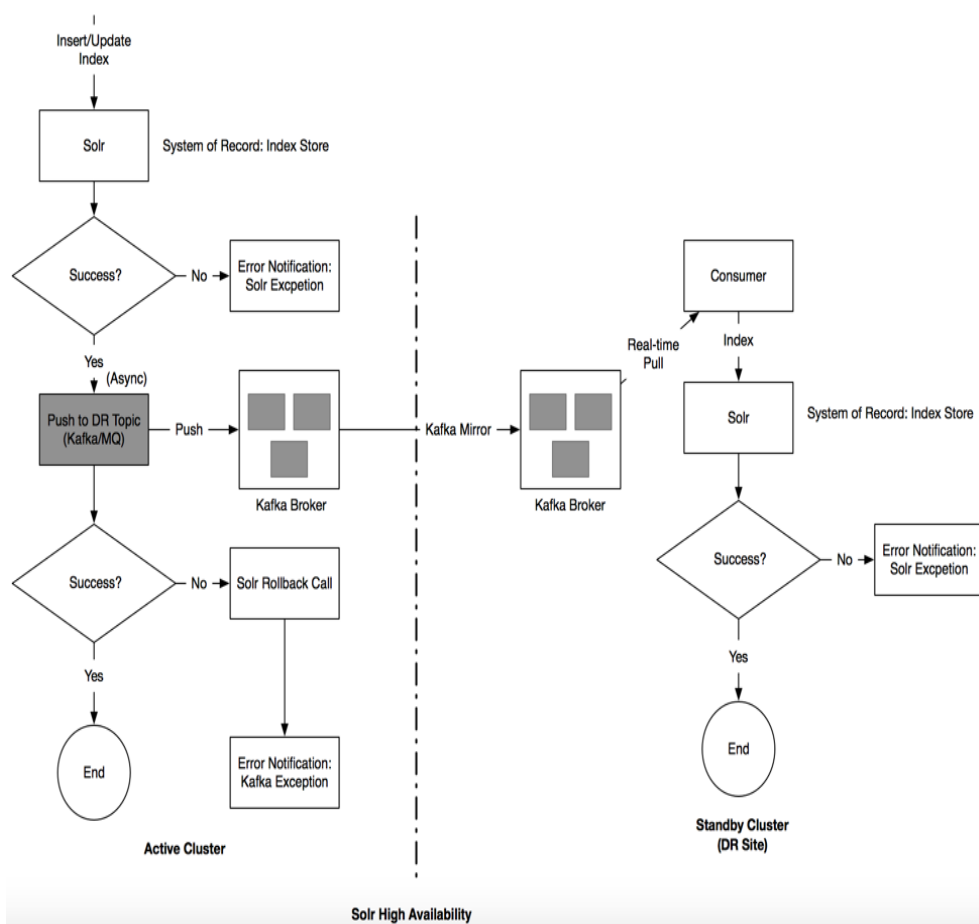 Insert/Update
Index
Solr
System of Record: Index Store
Success?
No
Error Notification:
Solr Excpetion
Yes
(Async)
Push to DR Topic
(Kafka/MQ)
Push
Kafka Broker
Success?
No
Solr Rollback Call
Yes
End
Error Notification:
Kafka Exception
Active Cluster
Kafka Mirror
Kafka Broker
Real-time
Pull
Consumer
Index
Solr
System of Record: Index Store
Success?
No
Error Notification:
Solr Excpetion
Yes
End
Standby Cluster
(DR Site)
Solr High Availability